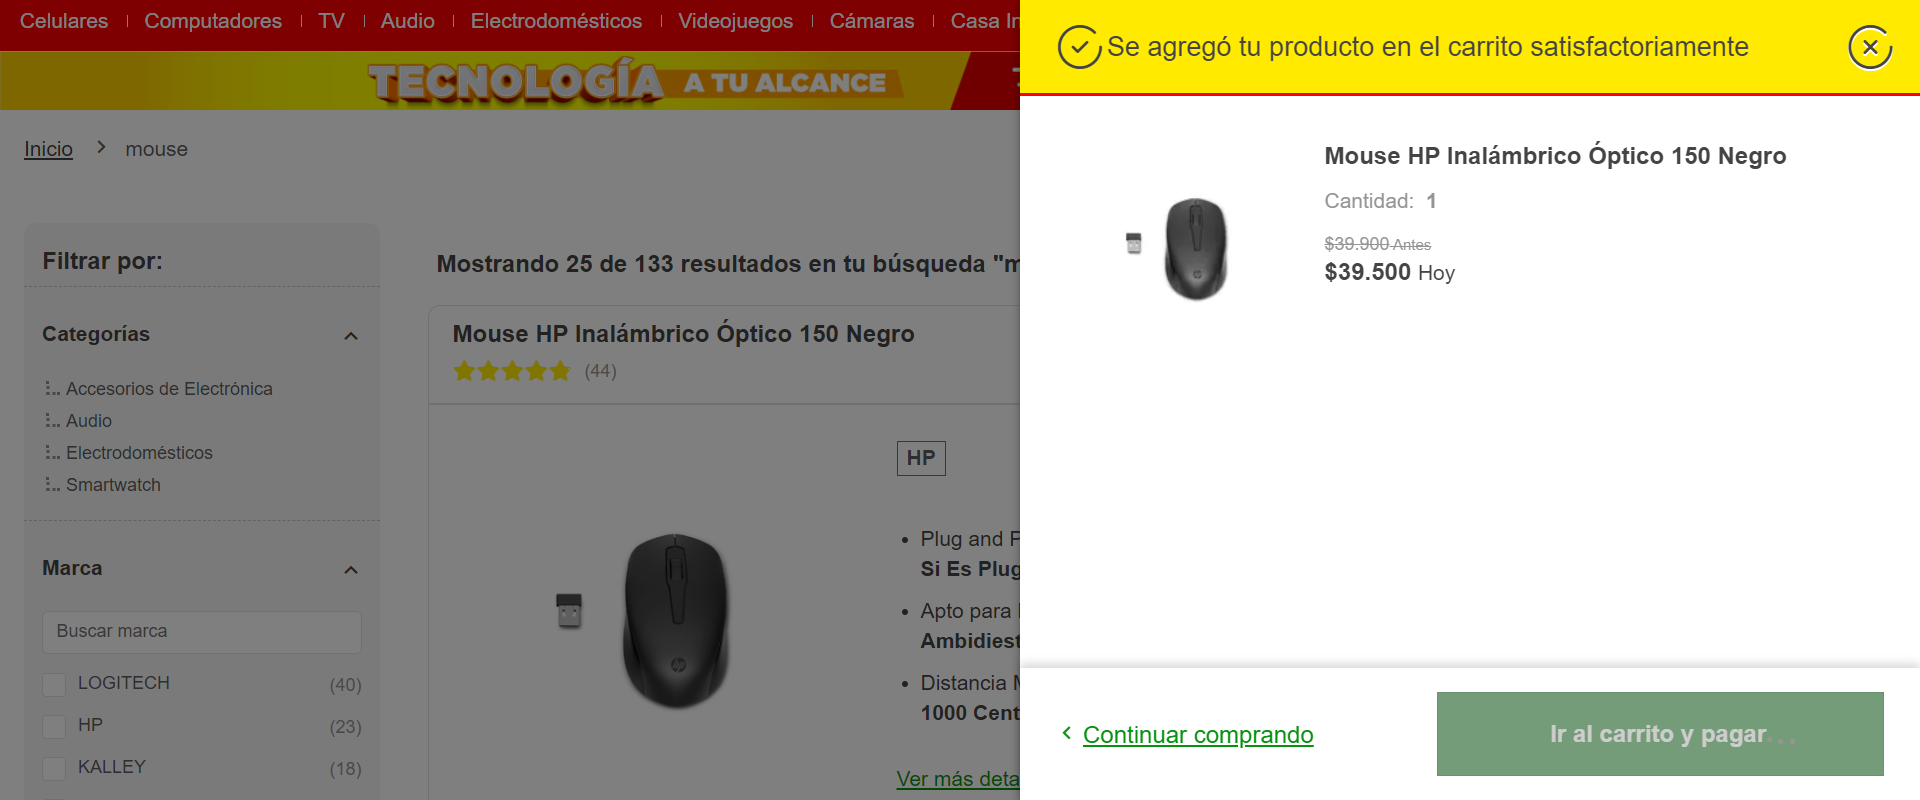 Celulares
Computadores
TV
Audio
Electrodomésticos
Videojuegos
Cámaras
Casa In
TECNOLOGÍA A TU ALCANCE
Inicio
mouse
Filtrar por:
Categorías
Accesorios de Electrónica
Audio
Electrodomésticos
Smartwatch
Marca
Buscar marca
LOGITECH (40)
HP (23)
KALLEY (18)
Mostrando 25 de 133 resultados en tu búsqueda "m
Mouse HP Inalámbrico Óptico 150 Negro
(44)
HP
Plug and P
Si Es Plug
Apto para
Ambidiest
Distancia M
1000 Cent
Ver más deta
Se agregó tu producto en el carrito satisfactoriamente
Mouse HP Inalámbrico Óptico 150 Negro
Cantidad: 1
$39.900 Antes
$39.500 Hoy
Continuar comprando
Ir al carrito y pagar...